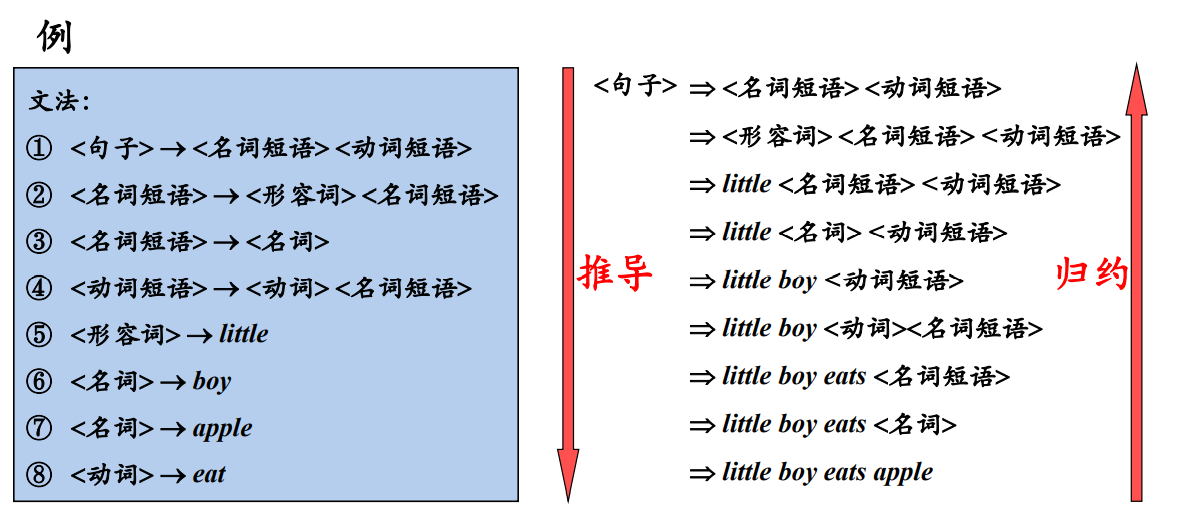 例
文法：
① <句子> → <名词短语> <动词短语>
② <名词短语> → <形容词> <名词短语>
③ <名词短语> → <名词>
④ <动词短语> → <动词> <名词短语>
⑤ <形容词> → little
⑥ <名词> → boy
⑦ <名词> → apple
⑧ <动词> → eat
推导
<句子> ⇒ <名词短语> <动词短语>
⇒ <形容词> <名词短语> <动词短语>
⇒ little <名词短语> <动词短语>
⇒ little <名词> <动词短语>
⇒ little boy <动词短语>
⇒ little boy <动词><名词短语>
⇒ little boy eats <名词短语>
⇒ little boy eats <名词>
⇒ little boy eats apple
归约